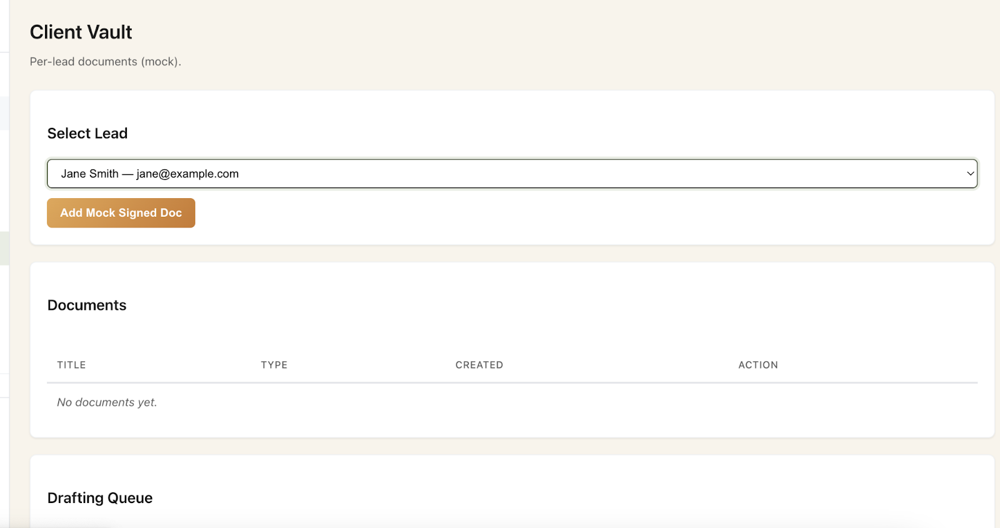 Client Vault
Per-lead documents (mock).
Select Lead
Jane Smith — jane@example.com
Add Mock Signed Doc
Documents
TITLE TYPE CREATED ACTION
No documents yet.
Drafting Queue